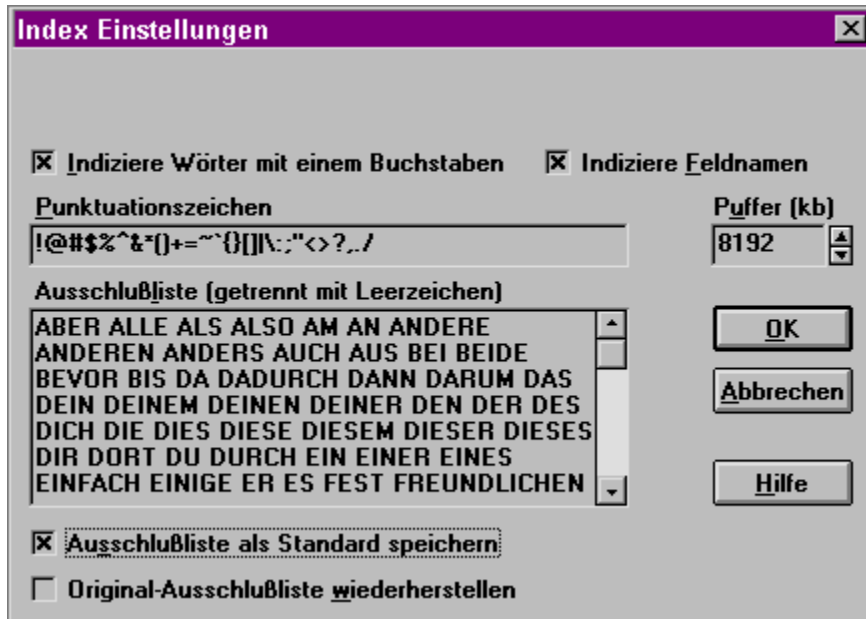 Index Einstellungen
Indiziere Wörter mit einem Buchstaben
Indiziere Feldnamen
Punktuationszeichen
Puffer (kb)
!@#$%^&*()+=~`{}[]|\:;"<>?,./
8192
Ausschlußliste (getrennt mit Leerzeichen)
ABER ALLE ALS ALSO AM AN ANDERE
ANDEREN ANDERS AUCH AUS BEI BEIDE
BEVOR BIS DA DADURCH DANN DARUM DAS
DEIN DEINEM DEINEN DEINER DEN DER DES
DICH DIE DIES DIESE DIESEM DIESER DIESES
DIR DORT DU DURCH EIN EINER EINES
EINFACH EINIGE ER ES FEST FREUNDLICHEN
OK
Abbrechen
Hilfe
Ausschlußliste als Standard speichern
Original-Ausschlußliste wiederherstellen